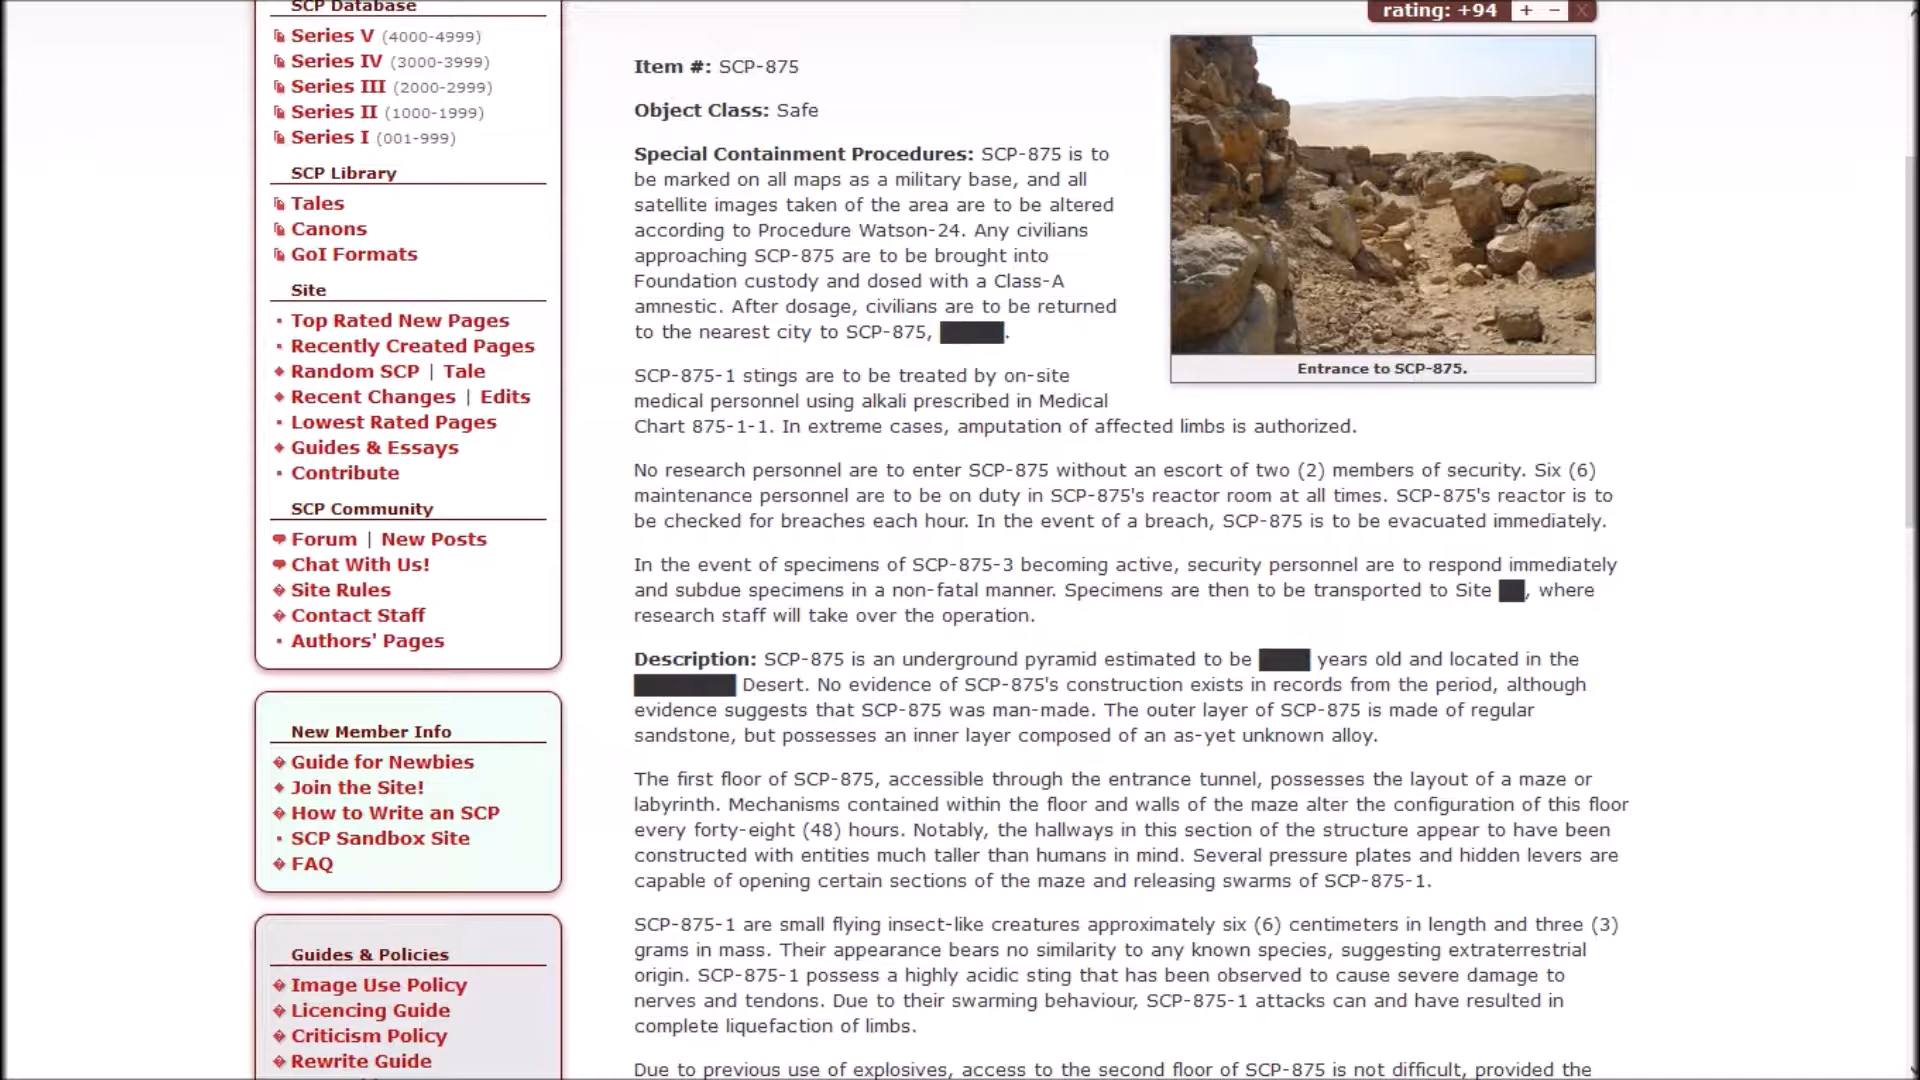 SCP Database
Series V (4000-4999)
Series IV (3000-3999)
Series III (2000-2999)
Series II (1000-1999)
Series I (001-999)
SCP Library
Tales
Canons
GoI Formats
Site
Top Rated New Pages
Recently Created Pages
Random SCP | Tale
Recent Changes | Edits
Lowest Rated Pages
Guides & Essays
Contribute
SCP Community
Forum | New Posts
Chat With Us!
Site Rules
Contact Staff
Authors' Pages
New Member Info
Guide for Newbies
Join the Site!
How to Write an SCP
SCP Sandbox Site
FAQ
Guides & Policies
Image Use Policy
Licencing Guide
Criticism Policy
Rewrite Guide
rating: +94 + – X
Item #: SCP-875
Object Class: Safe
Special Containment Procedures: SCP-875 is to
be marked on all maps as a military base, and all
satellite images taken of the area are to be altered
according to Procedure Watson-24. Any civilians
approaching SCP-875 are to be brought into
Foundation custody and dosed with a Class-A
amnestic. After dosage, civilians are to be returned
to the nearest city to SCP-875, █████.
Entrance to SCP-875.
SCP-875-1 stings are to be treated by on-site
medical personnel using alkali prescribed in Medical
Chart 875-1-1. In extreme cases, amputation of affected limbs is authorized.
No research personnel are to enter SCP-875 without an escort of two (2) members of security. Six (6)
maintenance personnel are to be on duty in SCP-875's reactor room at all times. SCP-875's reactor is to
be checked for breaches each hour. In the event of a breach, SCP-875 is to be evacuated immediately.
In the event of specimens of SCP-875-3 becoming active, security personnel are to respond immediately
and subdue specimens in a non-fatal manner. Specimens are then to be transported to Site ██, where
research staff will take over the operation.
Description: SCP-875 is an underground pyramid estimated to be ████ years old and located in the
████████ Desert. No evidence of SCP-875's construction exists in records from the period, although
evidence suggests that SCP-875 was man-made. The outer layer of SCP-875 is made of regular
sandstone, but possesses an inner layer composed of an as-yet unknown alloy.
The first floor of SCP-875, accessible through the entrance tunnel, possesses the layout of a maze or
labyrinth. Mechanisms contained within the floor and walls of the maze alter the configuration of this floor
every forty-eight (48) hours. Notably, the hallways in this section of the structure appear to have been
constructed with entities much taller than humans in mind. Several pressure plates and hidden levers are
capable of opening certain sections of the maze and releasing swarms of SCP-875-1.
SCP-875-1 are small flying insect-like creatures approximately six (6) centimeters in length and three (3)
grams in mass. Their appearance bears no similarity to any known species, suggesting extraterrestrial
origin. SCP-875-1 possess a highly acidic sting that has been observed to cause severe damage to
nerves and tendons. Due to their swarming behaviour, SCP-875-1 attacks can and have resulted in
complete liquefaction of limbs.
Due to previous use of explosives, access to the second floor of SCP-875 is not difficult, provided the